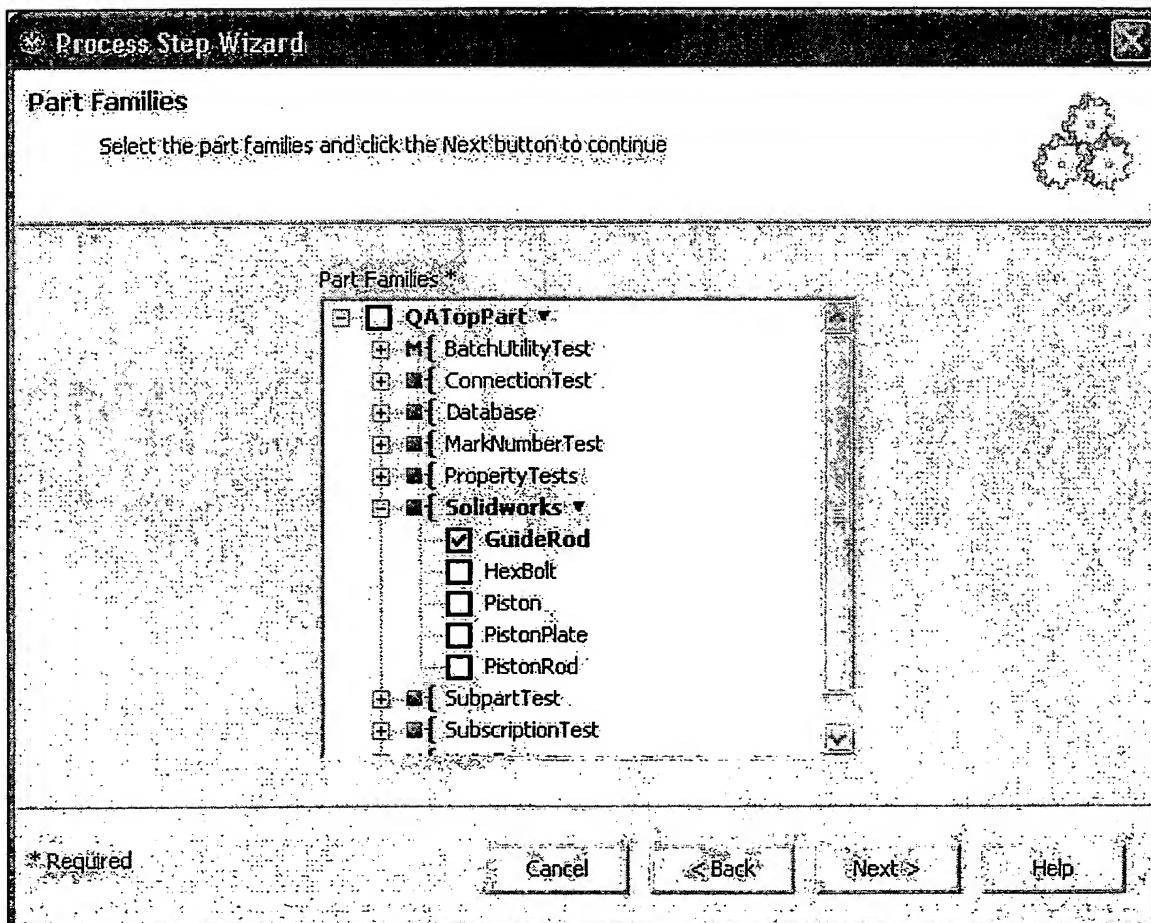 Process Step Wizard
Part Families
Select the part families and click the Next button to continue
Part Families *
QATopPart
BatchUtilityTest
ConnectionTest
Database
MarkNumberTest
PropertyTests
Solidworks
GuideRod
HexBolt
Piston
PistonPlate
PistonRod
SubpartTest
SubscriptionTest
* Required
Cancel
< Back
Next >
Help